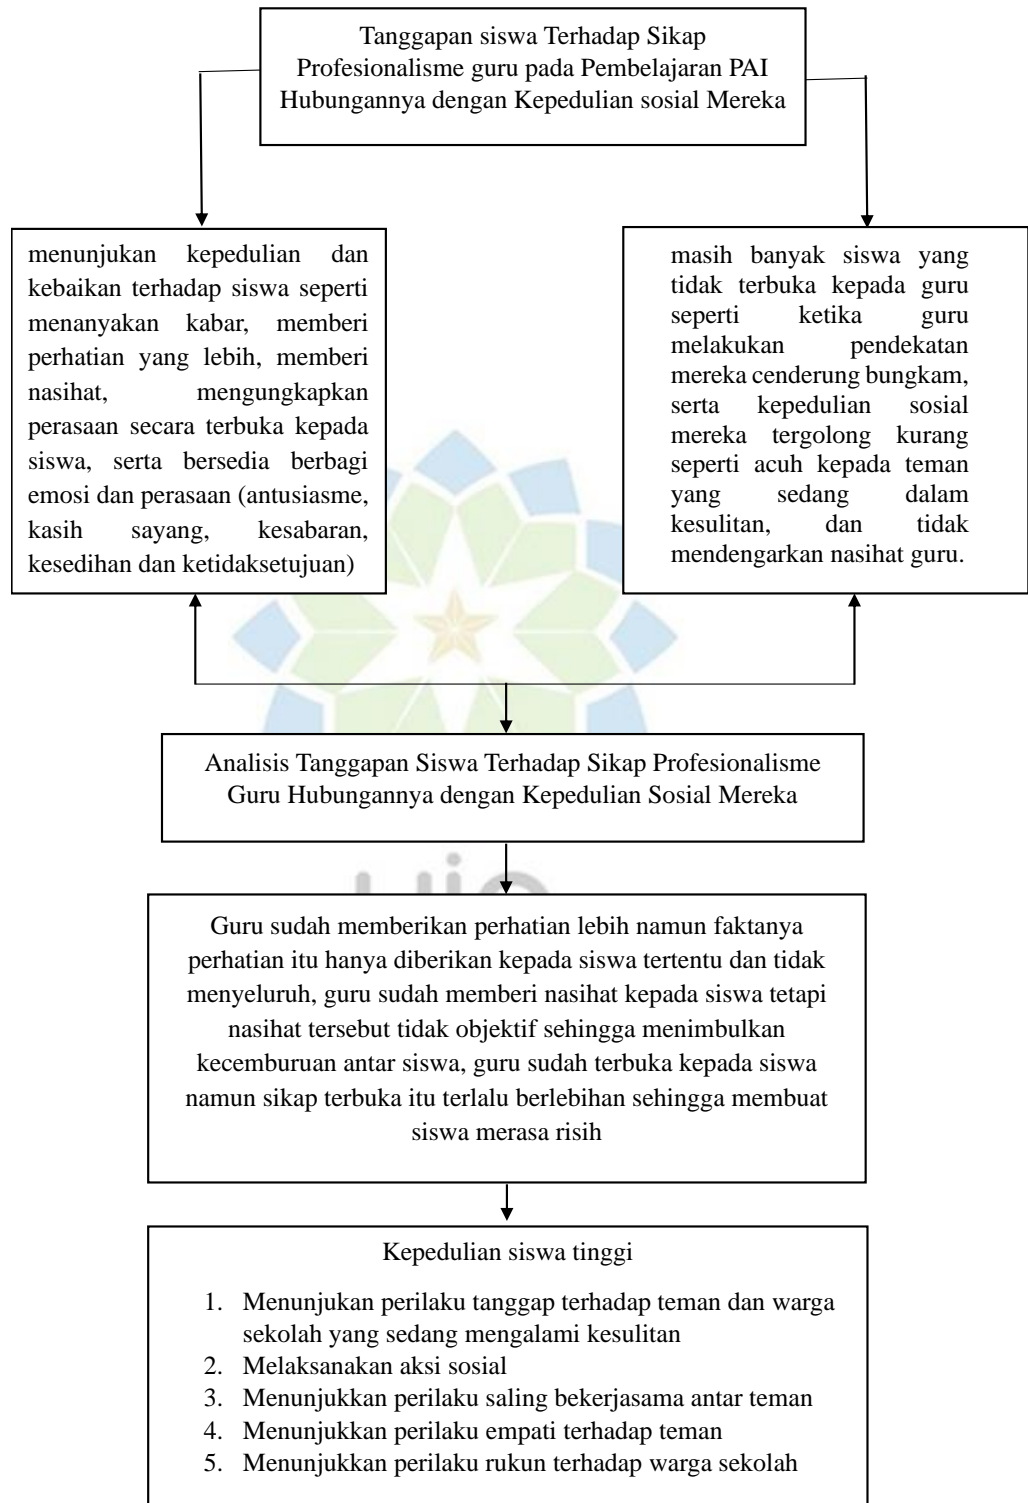 Tanggapan siswa Terhadap Sikap
Profesionalisme guru pada Pembelajaran PAI
Hubungannya dengan Kepedulian sosial Mereka
menunjukan kepedulian dan
kebaikan terhadap siswa seperti
menanyakan kabar, memberi
perhatian yang lebih, memberi
nasihat, mengungkapkan
perasaan secara terbuka kepada
siswa, serta bersedia berbagi
emosi dan perasaan (antusiasme,
kasih sayang, kesabaran,
kesedihan dan ketidaksetujuan)
masih banyak siswa yang
tidak terbuka kepada guru
seperti ketika guru
melakukan pendekatan
mereka cenderung bungkam,
serta kepedulian sosial
mereka tergolong kurang
seperti acuh kepada teman
yang sedang dalam
kesulitan, dan tidak
mendengarkan nasihat guru.
Analisis Tanggapan Siswa Terhadap Sikap Profesionalisme
Guru Hubungannya dengan Kepedulian Sosial Mereka
Guru sudah memberikan perhatian lebih namun faktanya
perhatian itu hanya diberikan kepada siswa tertentu dan tidak
menyeluruh, guru sudah memberi nasihat kepada siswa tetapi
nasihat tersebut tidak objektif sehingga menimbulkan
kecemburuan antar siswa, guru sudah terbuka kepada siswa
namun sikap terbuka itu terlalu berlebihan sehingga membuat
siswa merasa risih
Kepedulian siswa tinggi
1. Menunjukan perilaku tanggap terhadap teman dan warga
sekolah yang sedang mengalami kesulitan
2. Melaksanakan aksi sosial
3. Menunjukkan perilaku saling bekerjasama antar teman
4. Menunjukkan perilaku empati terhadap teman
5. Menunjukkan perilaku rukun terhadap warga sekolah